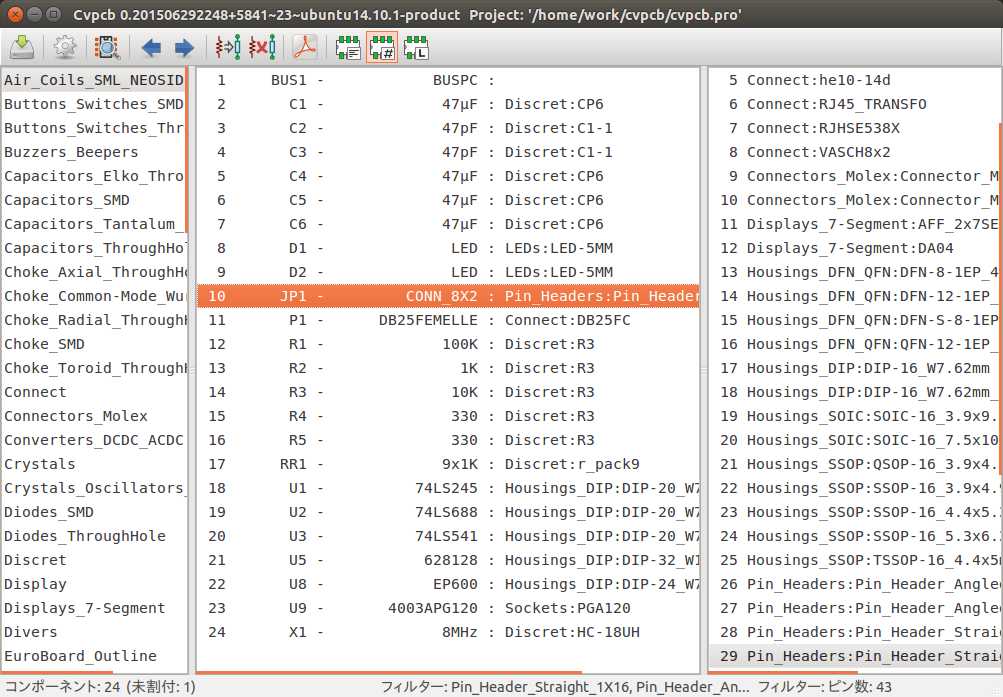 Cvpcb 0.201506292248+5841~23~ubuntu14.10.1-product Project: '/home/work/cvpcb/cvpcb.pro'
Air_Coils_SML_NEOSID
Buttons_Switches_SMD
Buttons_Switches_Thr
Buzzers_Beepers
Capacitors_Elko_Thro
Capacitors_SMD
Capacitors_Tantalum_
Capacitors_ThroughHol
Choke_Axial_ThroughHo
Choke_Common-Mode_Wur
Choke_Radial_ThroughH
Choke_SMD
Choke_Toroid_ThroughH
Connect
Connectors_Molex
Converters_DCDC_ACDC
Crystals
Crystals_Oscillators_
Diodes_SMD
Diodes_ThroughHole
Discret
Display
Displays_7-Segment
Divers
EuroBoard_Outline
1 BUS1 - BUSPC :
2 C1 - 47µF : Discret:CP6
3 C2 - 47pF : Discret:C1-1
4 C3 - 47pF : Discret:C1-1
5 C4 - 47µF : Discret:CP6
6 C5 - 47µF : Discret:CP6
7 C6 - 47µF : Discret:CP6
8 D1 - LED : LEDs:LED-5MM
9 D2 - LED : LEDs:LED-5MM
10 JP1 - CONN_8X2 : Pin_Headers:Pin_Header
11 P1 - DB25FEMELLE : Connect:DB25FC
12 R1 - 100K : Discret:R3
13 R2 - 1K : Discret:R3
14 R3 - 10K : Discret:R3
15 R4 - 330 : Discret:R3
16 R5 - 330 : Discret:R3
17 RR1 - 9x1K : Discret:r_pack9
18 U1 - 74LS245 : Housings_DIP:DIP-20_W7
19 U2 - 74LS688 : Housings_DIP:DIP-20_W7
20 U3 - 74LS541 : Housings_DIP:DIP-20_W7
21 U5 - 628128 : Housings_DIP:DIP-32_W1
22 U8 - EP600 : Housings_DIP:DIP-24_W7
23 U9 - 4003APG120 : Sockets:PGA120
24 X1 - 8MHz : Discret:HC-18UH
5 Connect:he10-14d
6 Connect:RJ45_TRANSFO
7 Connect:RJHSE538X
8 Connect:VASCH8x2
9 Connectors_Molex:Connector_M
10 Connectors_Molex:Connector_M
11 Displays_7-Segment:AFF_2x7SE
12 Displays_7-Segment:DA04
13 Housings_DFN_QFN:DFN-8-1EP_4
14 Housings_DFN_QFN:DFN-12-1EP_
15 Housings_DFN_QFN:DFN-S-8-1EP
16 Housings_DFN_QFN:QFN-12-1EP_
17 Housings_DIP:DIP-16_W7.62mm
18 Housings_DIP:DIP-16_W7.62mm_
19 Housings_SOIC:SOIC-16_3.9x9.
20 Housings_SOIC:SOIC-16_7.5x10
21 Housings_SSOP:QSOP-16_3.9x4.
22 Housings_SSOP:SSOP-16_3.9x4.9
23 Housings_SSOP:SSOP-16_4.4x5.
24 Housings_SSOP:SSOP-16_5.3x6.
25 Housings_SSOP:TSSOP-16_4.4x5m
26 Pin_Headers:Pin_Header_Angle
27 Pin_Headers:Pin_Header_Angle
28 Pin_Headers:Pin_Header_Strai
29 Pin_Headers:Pin_Header_Strai
コンポーネント: 24 (未割付: 1)
フィルター: Pin_Header_Straight_1X16, Pin_Header_An... フィルター: ピン数: 43